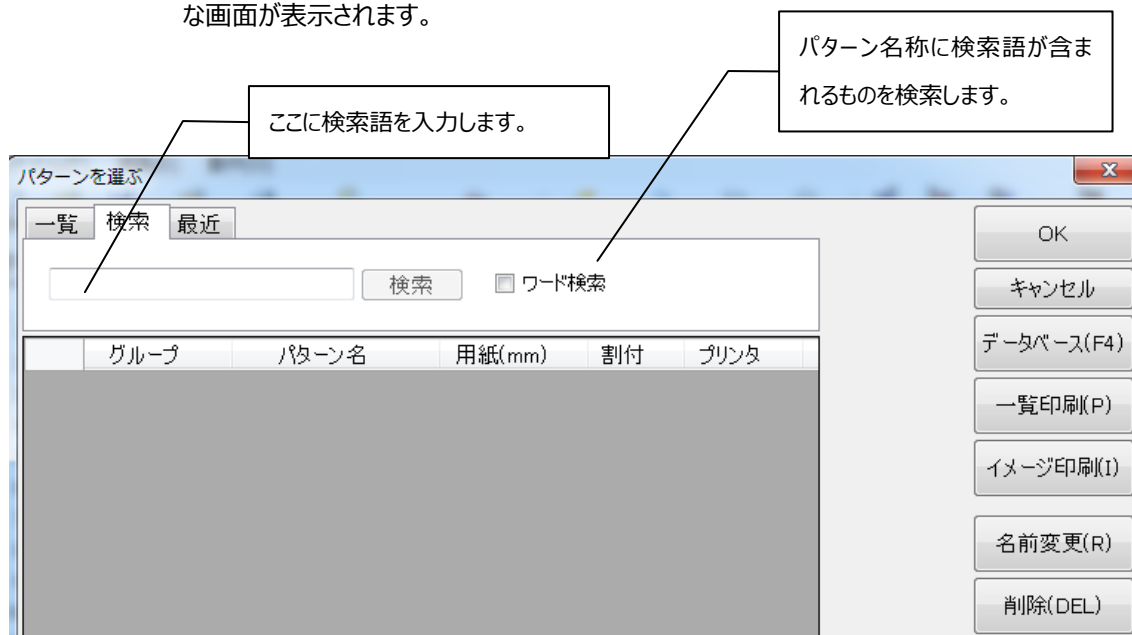 な画面が表示されます。
パターン名称に検索語が含ま
れるものを検索します。
ここに検索語を入力します。
パターンを選ぶ
一覧 検索 最近
検索 ワード検索
グループ パターン名 用紙(mm) 割付 プリンタ
OK
キャンセル
データベース(F4)
一覧印刷(P)
イメージ印刷(I)
名前変更(R)
削除(DEL)